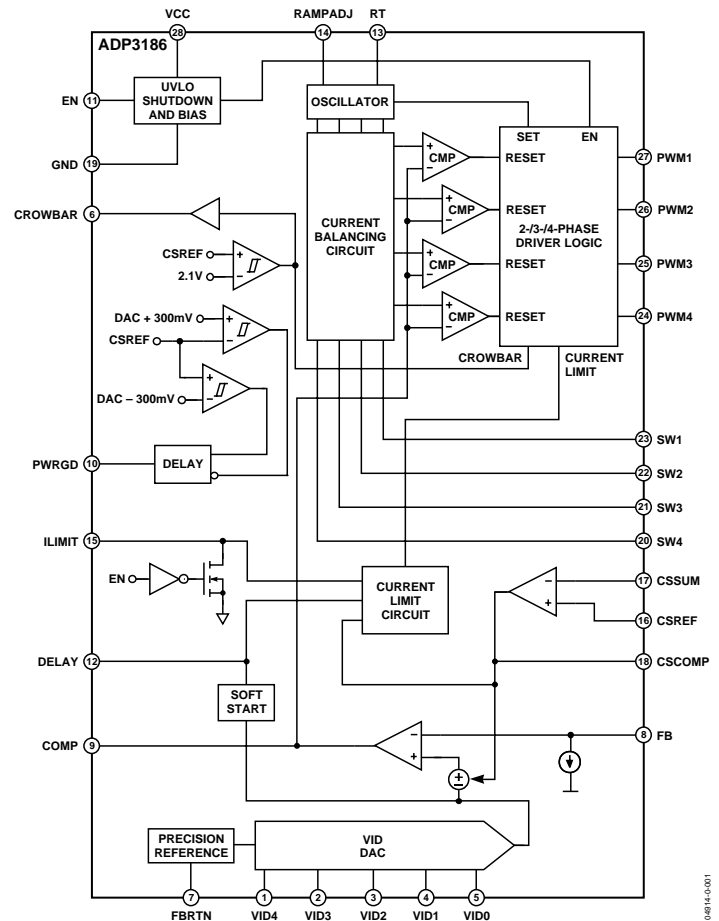 VCC
RAMPADJ
RT
28
14
13
ADP3186
UVLO
SHUTDOWN
AND BIAS
EN
11
OSCILLATOR
SET
EN
GND
19
CMP
RESET
27
PWM1
CROWBAR
6
CURRENT
BALANCING
CIRCUIT
CMP
RESET
2-/3-/4-PHASE
DRIVER LOGIC
26
PWM2
CSREF
2.1V
+
–
CMP
RESET
25
PWM3
DAC + 300mV
CSREF
+
–
CMP
RESET
24
PWM4
CROWBAR
CURRENT
LIMIT
DAC – 300mV
+
–
23
SW1
PWRGD
10
DELAY
22
SW2
21
SW3
ILIMIT
15
20
SW4
EN
CURRENT
LIMIT
CIRCUIT
–
+
17
CSSUM
16
CSREF
DELAY
12
18
CSCOMP
SOFT
START
COMP
9
–
+
8
FB
+
–
PRECISION
REFERENCE
VID
DAC
7
1
2
3
4
5
FBRTN
VID4
VID3
VID2
VID1
VID0
04914-0-001